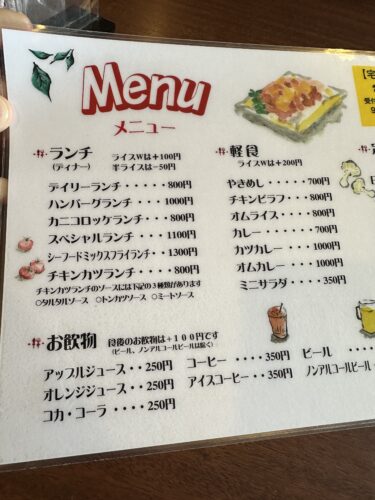 Menu
メニュー
ランチ
(ディナー)
ライスWは+100円
半ライスは-50円
デイリーランチ・・・・・・800円
ハンバーグランチ・・・・1000円
カニコロッケランチ・・・・800円
スペシャルランチ・・・・1100円
シーフードミックスフライランチ・・・1300円
チキンカツランチ・・・・800円
チキンカツランチのソースには下記の3種類があります
○タルタルソース ○トンカツソース ○ミートソース
軽食
ライスWは+200円
やきめし・・・・・700円
チキンピラフ・・・・800円
オムライス・・・・800円
カレー・・・・・・700円
カツカレー・・・・1000円
オムカレー・・・・1000円
ミニサラダ・・・・350円
お飲物
食後のお飲物は+100円です
(ビール、ノンアルコールビールは除く)
アップルジュース・・250円
オレンジジュース・・250円
コカ・コーラ・・・・250円
コーヒー・・・・350円
アイスコーヒー・・350円
ビール
ノンアルコールビール